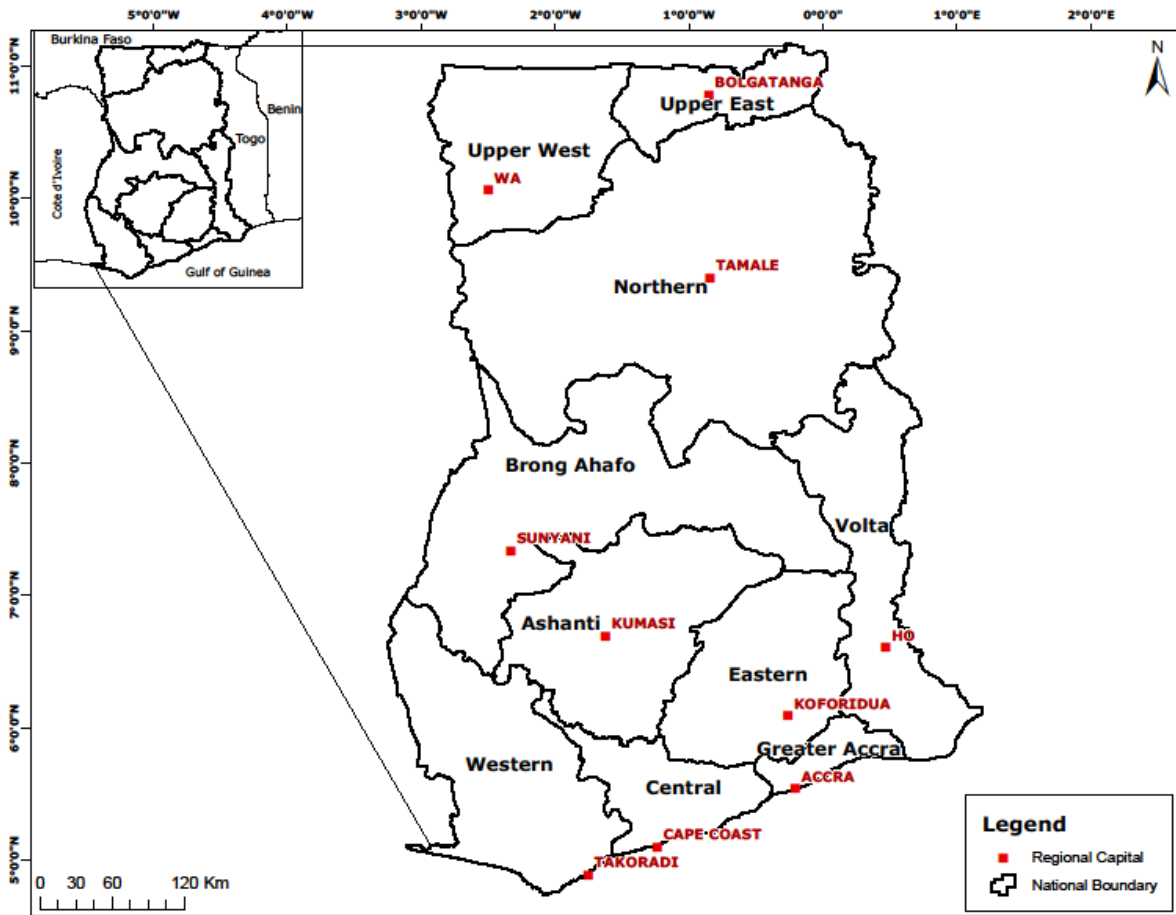 5°0'0"W 4°0'0"W 3°0'0"W 2°0'0"W 1°0'0"W 0°0'0" 1°0'0"E 2°0'0"E
11°0'0"N
10°0'0"N
9°0'0"N
8°0'0"N
7°0'0"N
6°0'0"N
5°0'0"N
Burkina Faso
Benin
Togo
Cote d'Ivoire
Gulf of Guinea
N
BOLGATANGA
Upper East
Upper West
WA
TAMALE
Northern
Brong Ahafo
SUNYANI
Volta
Ashanti
KUMASI
HO
Eastern
KOFORIDUA
Greater Accra
Western
ACCRA
Central
CAPE COAST
TAKORADI
0 30 60 120 Km
Legend
Regional Capital
National Boundary